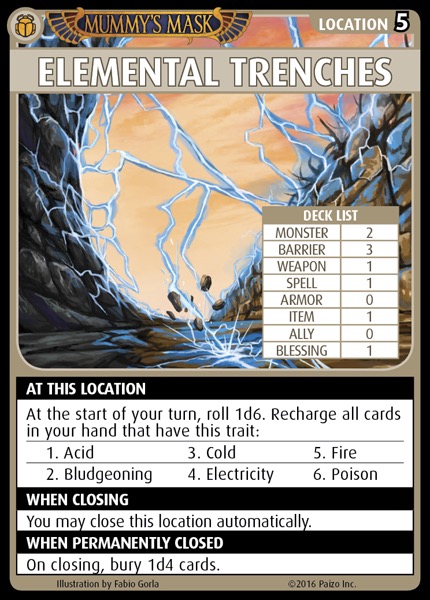 MUMMY'S MASK
LOCATION 5
ELEMENTAL TRENCHES
DECK LIST
MONSTER 2
BARRIER 3
WEAPON 1
SPELL 1
ARMOR 0
ITEM 1
ALLY 0
BLESSING 1
AT THIS LOCATION
At the start of your turn, roll 1d6. Recharge all cards
in your hand that have this trait:
1. Acid 3. Cold 5. Fire
2. Bludgeoning 4. Electricity 6. Poison
WHEN CLOSING
You may close this location automatically.
WHEN PERMANENTLY CLOSED
On closing, bury 1d4 cards.
Illustration by Fabio Gorla ©2016 Paizo Inc.